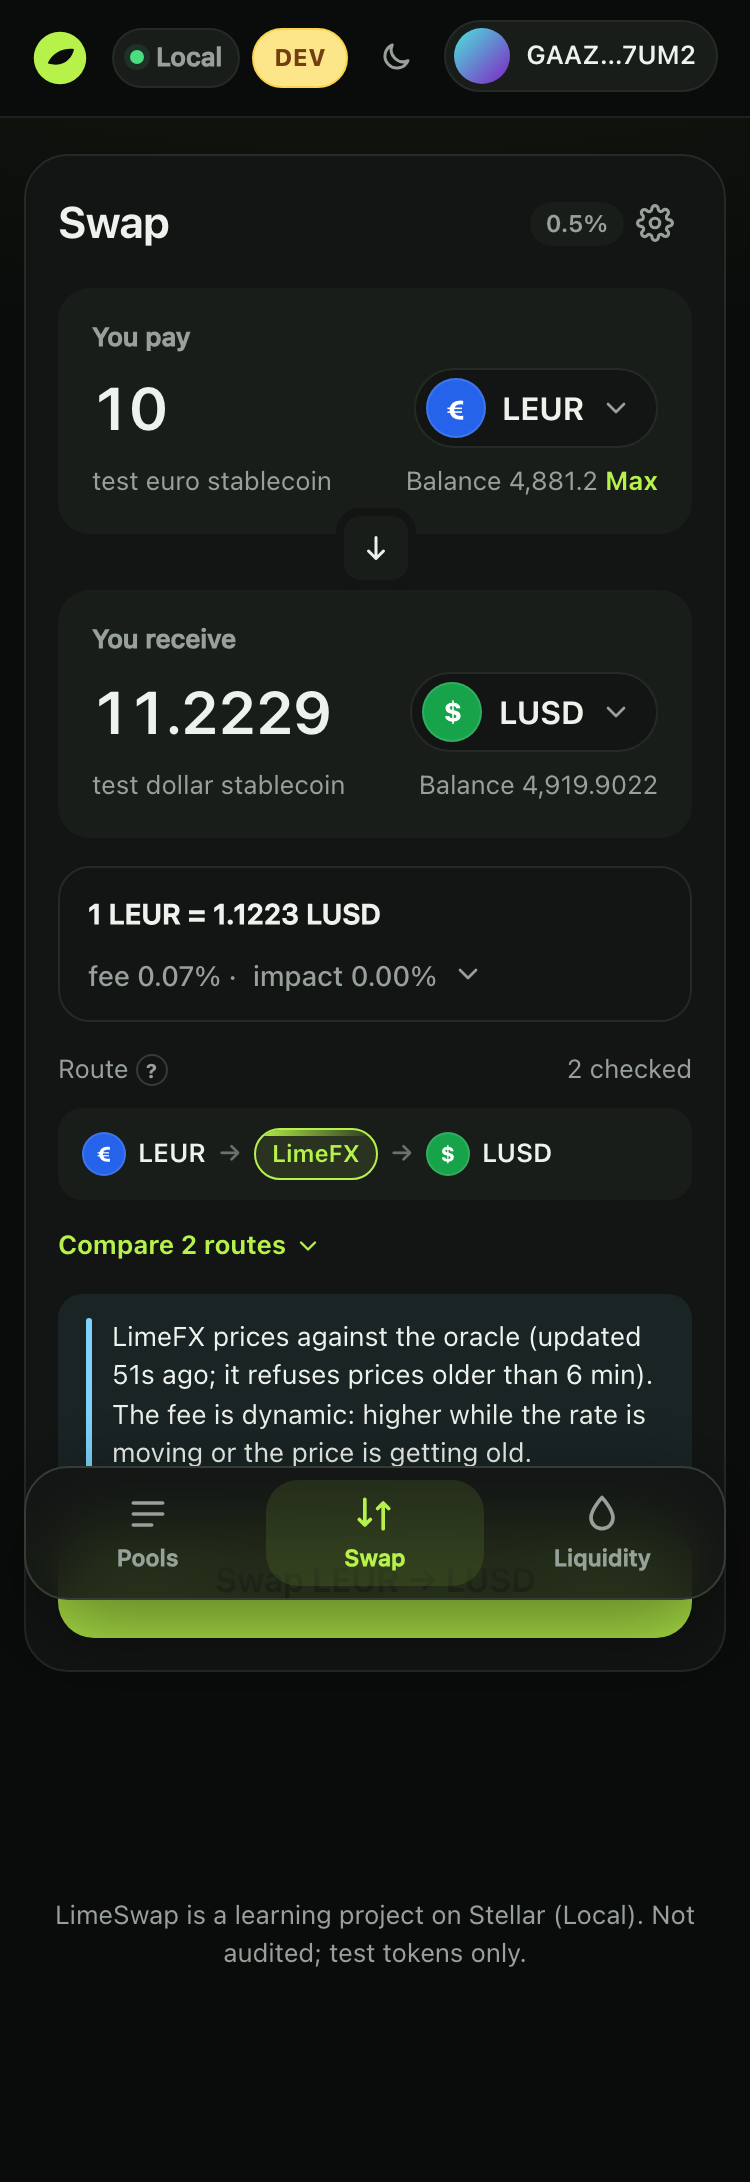 Local
DEV
GAAZ...7UM2
Swap
0.5%
You pay
10
€ LEUR
test euro stablecoin
Balance 4,881.2 Max
You receive
11.2229
$ LUSD
test dollar stablecoin
Balance 4,919.9022
1 LEUR = 1.1223 LUSD
fee 0.07% · impact 0.00%
Route ?
2 checked
€ LEUR → LimeFX → $ LUSD
Compare 2 routes
LimeFX prices against the oracle (updated
51s ago; it refuses prices older than 6 min).
The fee is dynamic: higher while the rate is
moving or the price is getting old.
Swap LEUR → LUSD
Pools
Swap
Liquidity
LimeSwap is a learning project on Stellar (Local). Not
audited; test tokens only.